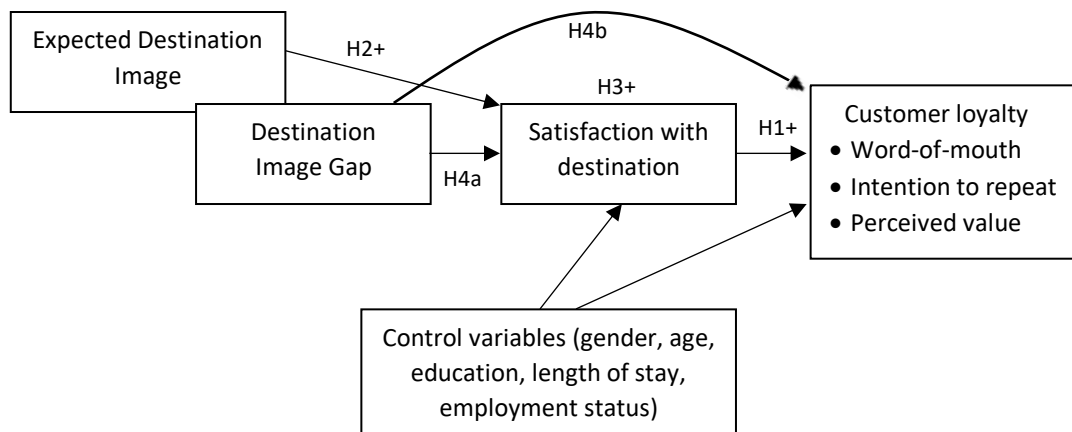 Expected Destination
Image
H2+
H4b
Destination
Image Gap
H4a
H3+
Satisfaction with
destination
H1+
Customer loyalty
• Word-of-mouth
• Intention to repeat
• Perceived value
Control variables (gender, age,
education, length of stay,
employment status)